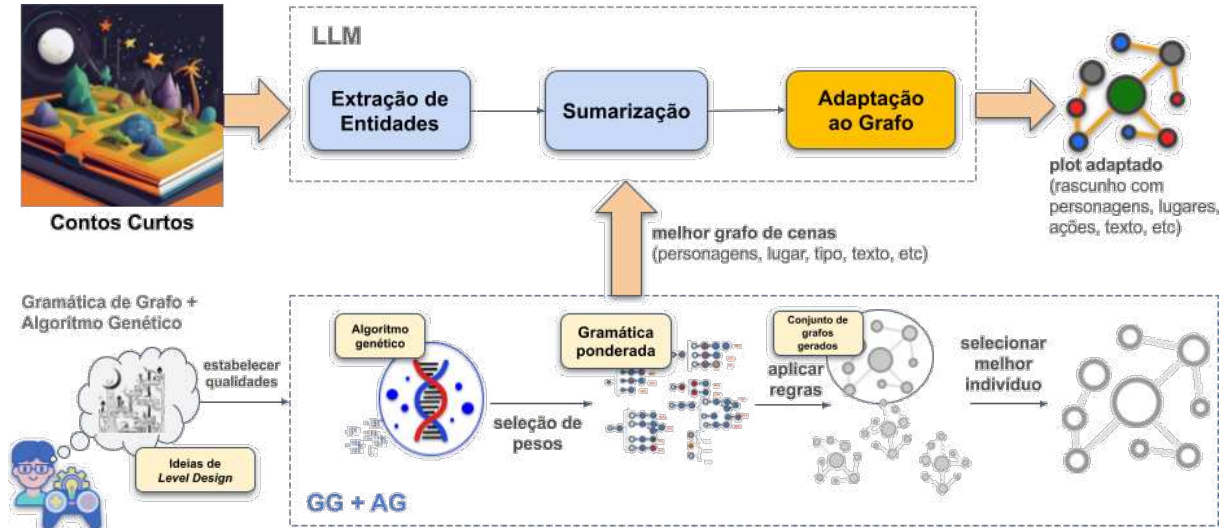 LLM
Extração de
Entidades
Sumarização
Adaptação
ao Grafo
Contos Curtos
plot adaptado
(rascunho com
personagens, lugares,
ações, texto, etc)
melhor grafo de cenas
(personagens, lugar, tipo, texto, etc)
Gramática de Grafo +
Algoritmo Genético
estabelecer
qualidades
Ideias de
Level Design
Algoritmo
genético
seleção de
pesos
Gramática
ponderada
Conjunto de
grafos
gerados
aplicar
regras
selecionar
melhor
indivíduo
GG + AG